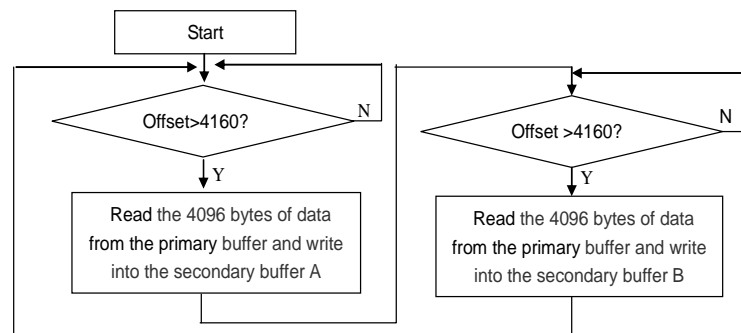 Start
Offset>4160?
N
Y
Read the 4096 bytes of data
from the primary buffer and write
into the secondary buffer A
Offset >4160?
N
Y
Read the 4096 bytes of data
from the primary buffer and write
into the secondary buffer B